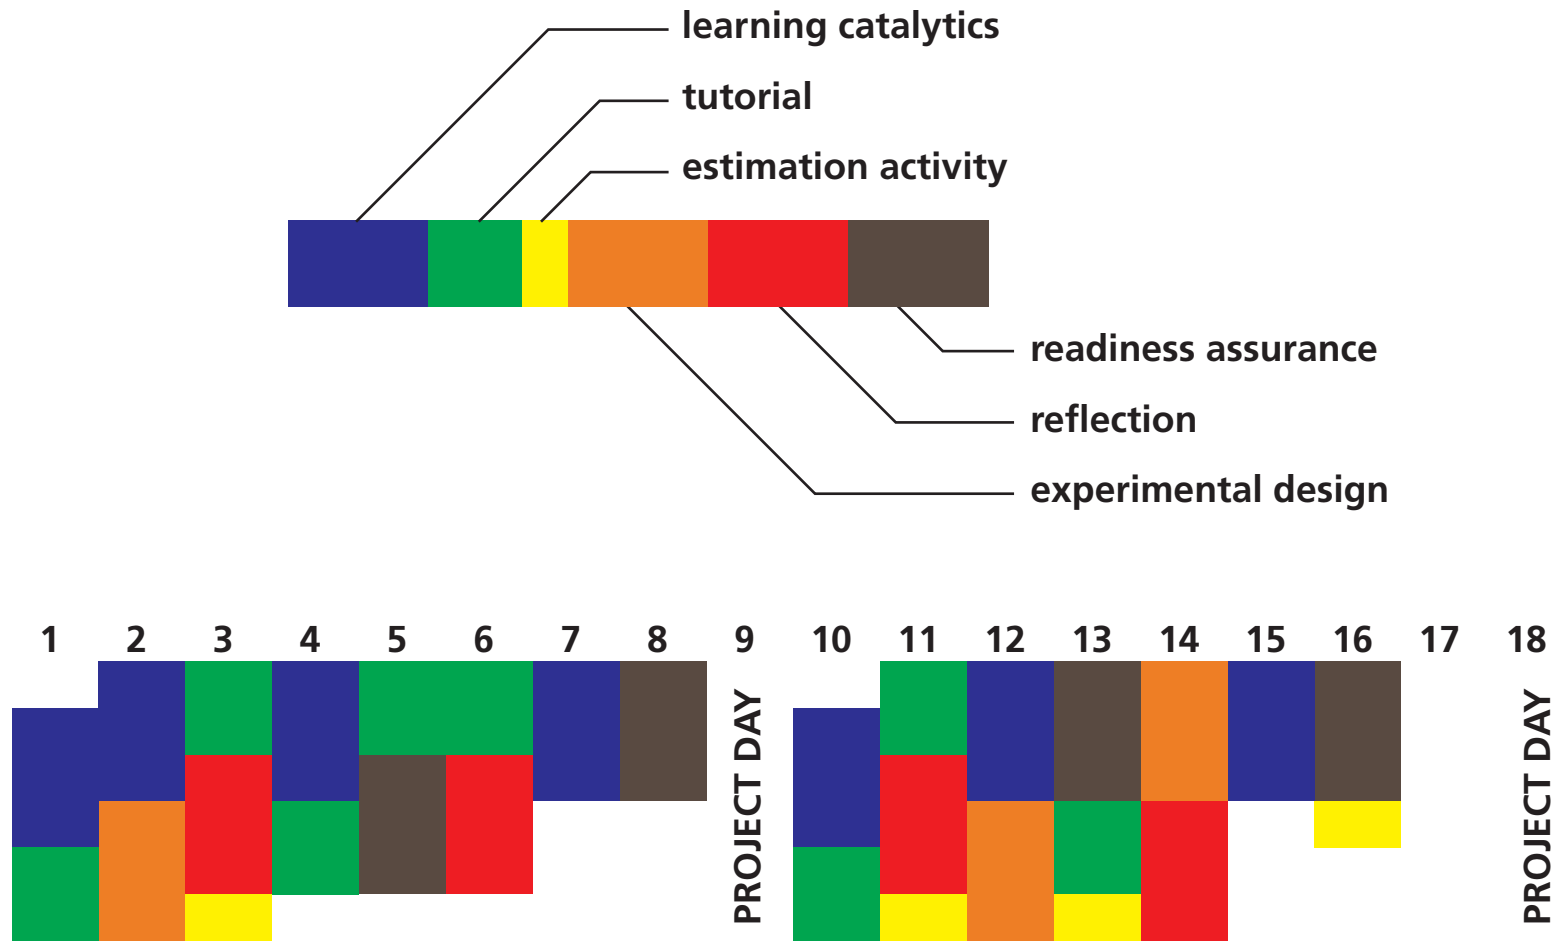 learning catalytics
tutorial
estimation activity
readiness assurance
reflection
experimental design
1 2 3 4 5 6 7 8 9 10 11 12 13 14 15 16 17 18
PROJECT DAY
PROJECT DAY